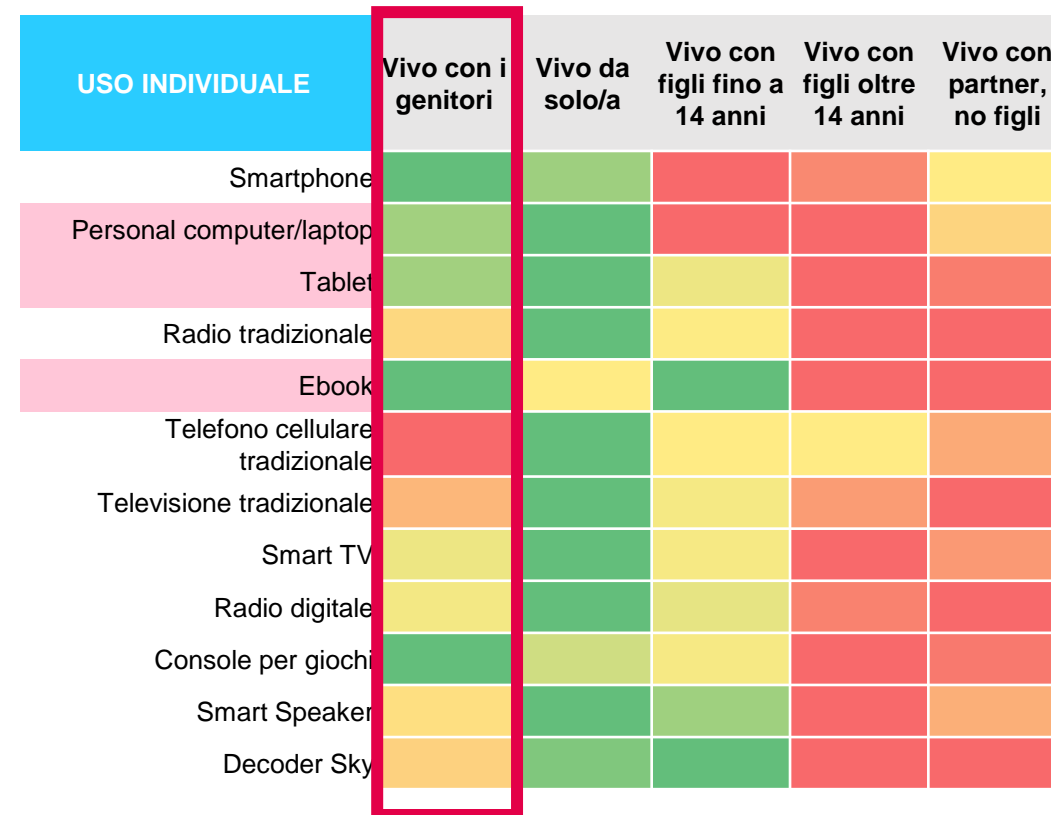 USO INDIVIDUALE
Vivo con i
genitori
Vivo da
solo/a
Vivo con
figli fino a
14 anni
Vivo con
figli oltre
14 anni
Vivo con
partner,
no figli
Smartphone
Personal computer/laptop
Tablet
Radio tradizionale
Ebook
Telefono cellulare
tradizionale
Televisione tradizionale
Smart TV
Radio digitale
Console per giochi
Smart Speaker
Decoder Sky